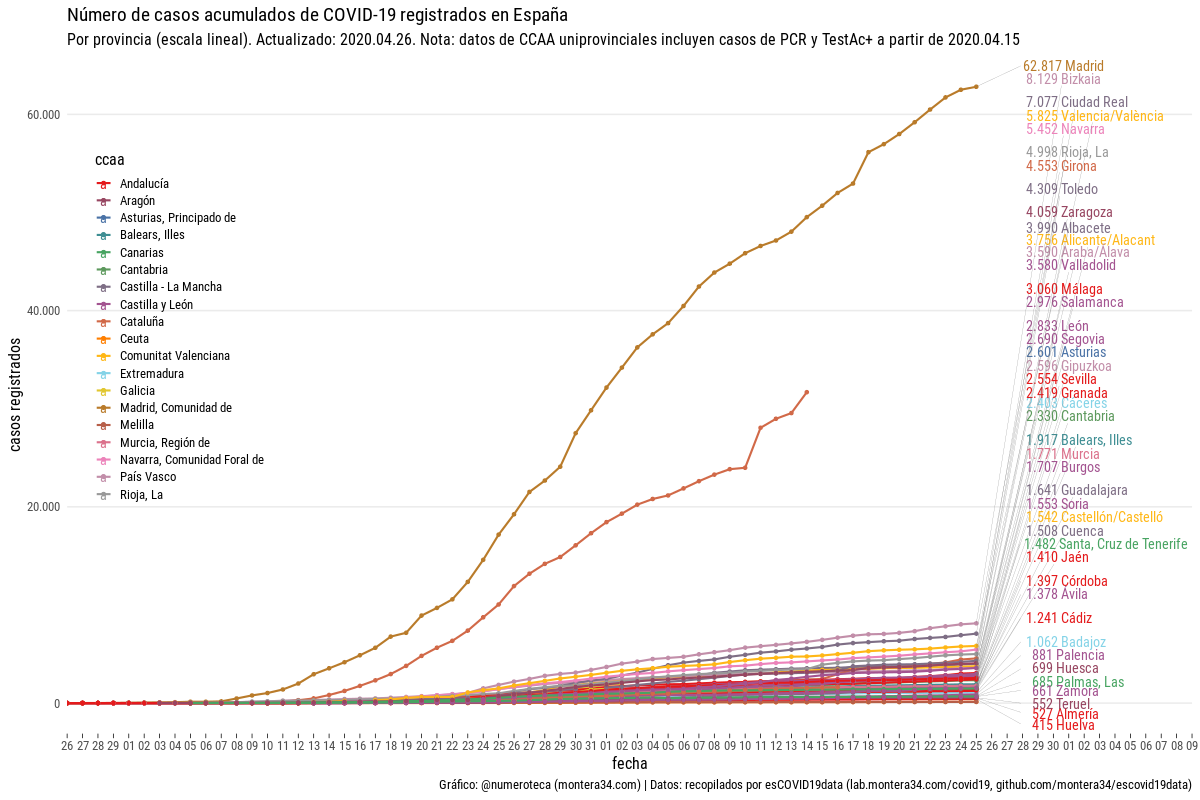 Número de casos acumulados de COVID-19 registrados en España
Por provincia (escala lineal). Actualizado: 2020.04.26. Nota: datos de CCAA uniprovinciales incluyen casos de PCR y TestAc+ a partir de 2020.04.15
casos registrados
60.000
40.000
20.000
0
ccaa
Andalucía
Aragón
Asturias, Principado de
Balears, Illes
Canarias
Cantabria
Castilla - La Mancha
Castilla y León
Cataluña
Ceuta
Comunitat Valenciana
Extremadura
Galicia
Madrid, Comunidad de
Melilla
Murcia, Región de
Navarra, Comunidad Foral de
País Vasco
Rioja, La
62.817 Madrid
8.129 Bizkaia
7.077 Ciudad Real
5.825 Valencia/València
5.452 Navarra
4.998 Rioja, La
4.553 Girona
4.309 Toledo
4.059 Zaragoza
3.990 Albacete
3.756 Alicante/Alacant
3.590 Araba/Álava
3.580 Valladolid
3.060 Málaga
2.976 Salamanca
2.833 León
2.690 Segovia
2.601 Asturias
2.596 Gipuzkoa
2.554 Sevilla
2.419 Granada
2.403 Cáceres
2.330 Cantabria
1.917 Balears, Illes
1.771 Murcia
1.707 Burgos
1.641 Guadalajara
1.553 Soria
1.542 Castellón/Castelló
1.508 Cuenca
1.482 Santa, Cruz de Tenerife
1.410 Jaén
1.397 Córdoba
1.378 Ávila
1.241 Cádiz
1.062 Badajoz
881 Palencia
699 Huesca
685 Palmas, Las
661 Zamora
552 Teruel
527 Almería
415 Huelva
26 27 28 29 01 02 03 04 05 06 07 08 09 10 11 12 13 14 15 16 17 18 19 20 21 22 23 24 25 26 27 28 29 30 31 01 02 03 04 05 06 07 08 09 10 11 12 13 14 15 16 17 18 19 20 21 22 23 24 25 26 27 28 29 30 01 02 03 04 05 06 07 08 09
fecha
Gráfico: @numeroteca (montera34.com) | Datos: recopilados por esCOVID19data (lab.montera34.com/covid19, github.com/montera34/escovid19data)